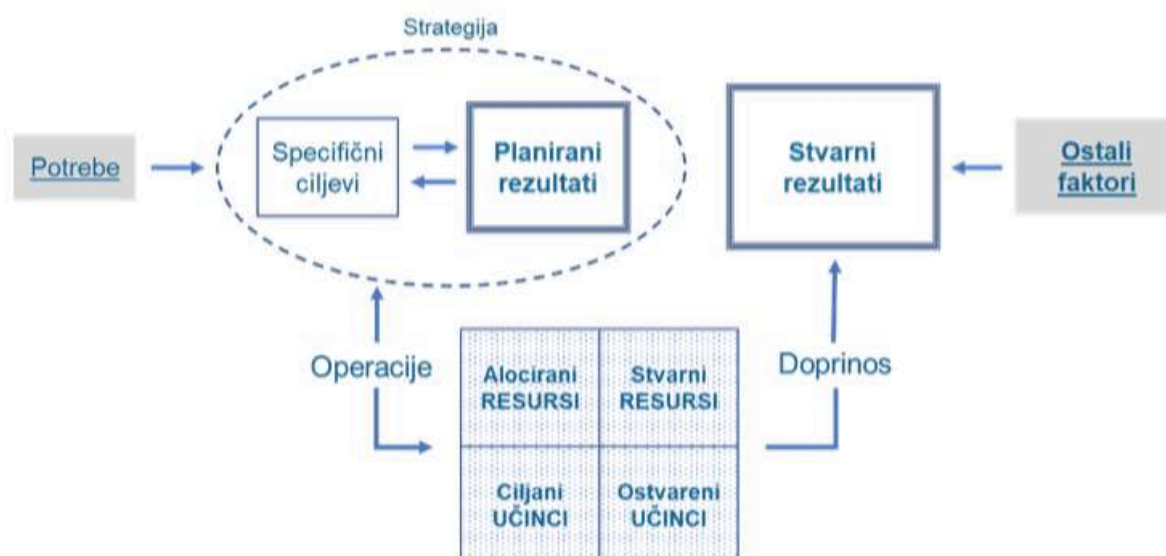 Strategija
Potrebe
Specifični
ciljevi
Planirani
rezultati
Stvarni
rezultati
Ostali
faktori
Operacije
Alocirani
RESURSI
Stvarni
RESURSI
Doprinos
Ciljani
UČINCI
Ostvareni
UČINCI